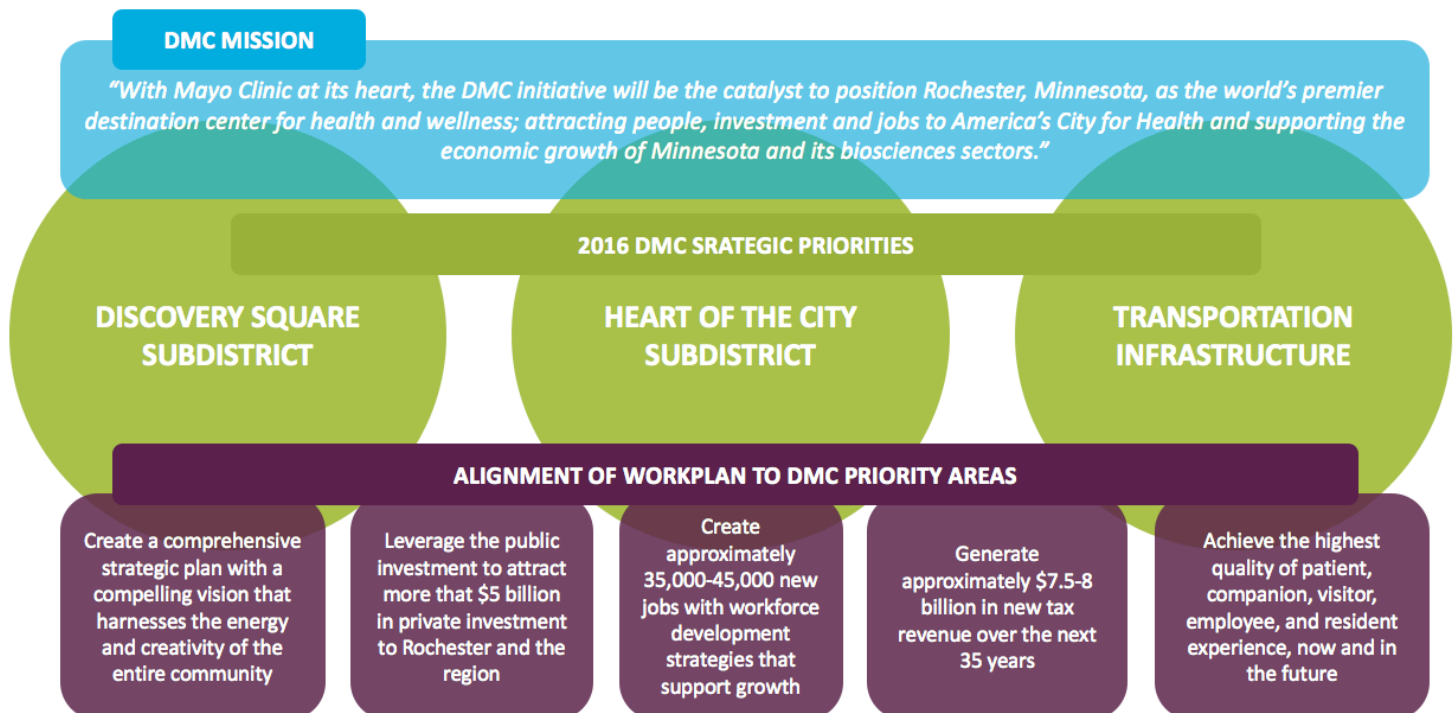 DMC MISSION
“With Mayo Clinic at its heart, the DMC initiative will be the catalyst to position Rochester, Minnesota, as the world’s premier
destination center for health and wellness; attracting people, investment and jobs to America’s City for Health and supporting the
economic growth of Minnesota and its biosciences sectors.”
2016 DMC SRATEGIC PRIORITIES
DISCOVERY SQUARE
SUBDISTRICT
HEART OF THE CITY
SUBDISTRICT
TRANSPORTATION
INFRASTRUCTURE
ALIGNMENT OF WORKPLAN TO DMC PRIORITY AREAS
Create a comprehensive
strategic plan with a
compelling vision that
harnesses the energy
and creativity of the
entire community
Leverage the public
investment to attract
more that $5 billion
in private investment
to Rochester and the
region
Create
approximately
35,000-45,000 new
jobs with workforce
development
strategies that
support growth
Generate
approximately $7.5-8
billion in new tax
revenue over the next
35 years
Achieve the highest
quality of patient,
companion, visitor,
employee, and resident
experience, now and in
the future